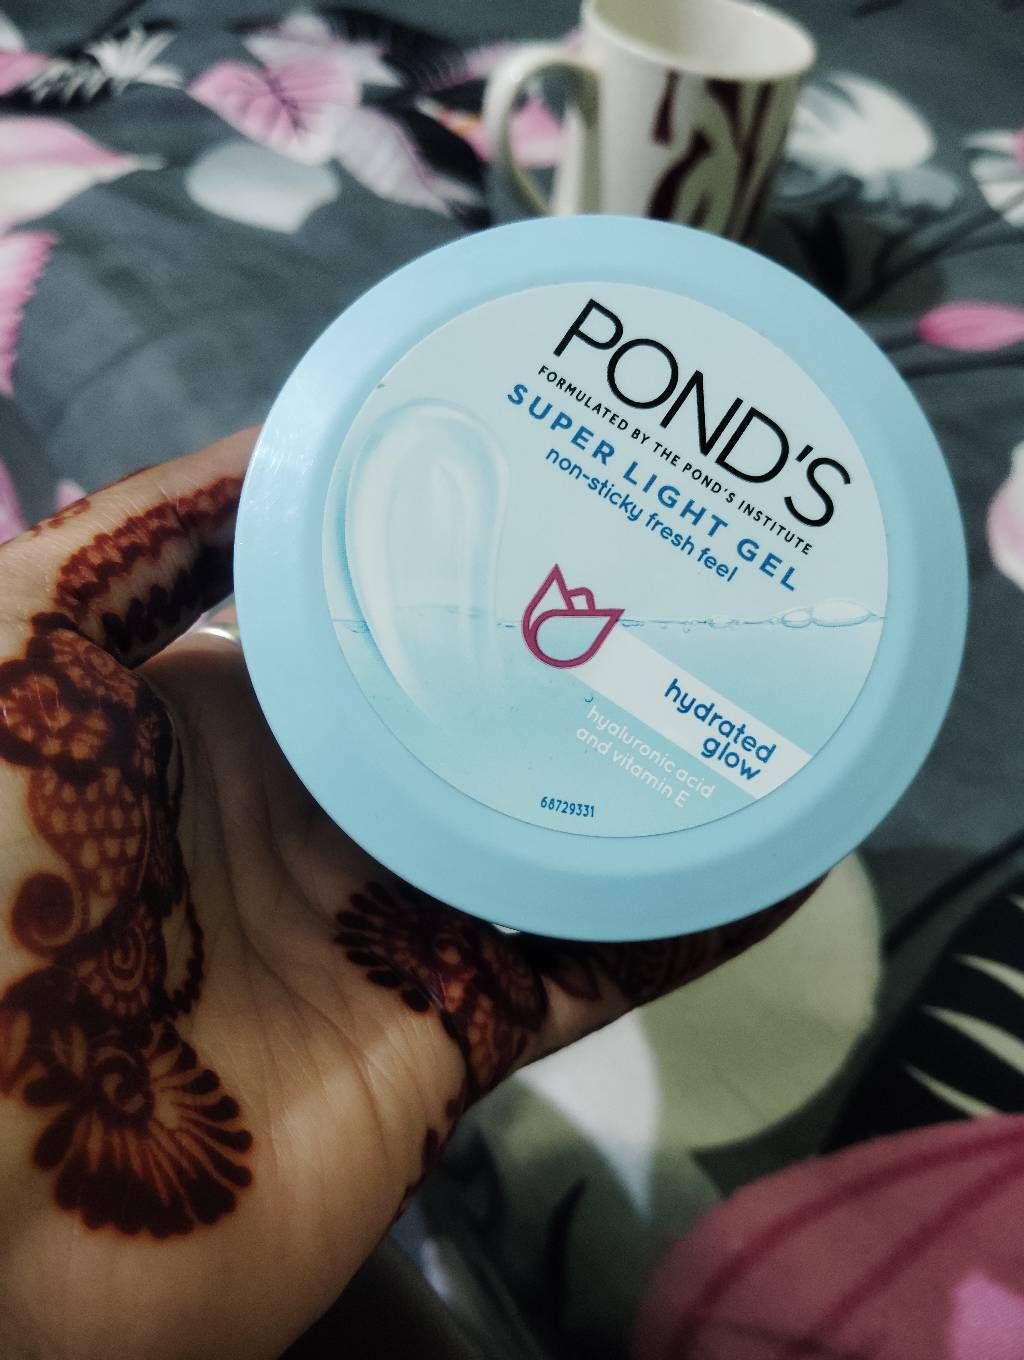 POND'S
FORMULATED BY THE POND'S INSTITUTE
SUPER LIGHT GEL
non-sticky fresh feel
hydrated
glow
hyaluronic acid
and vitamin E
68729331